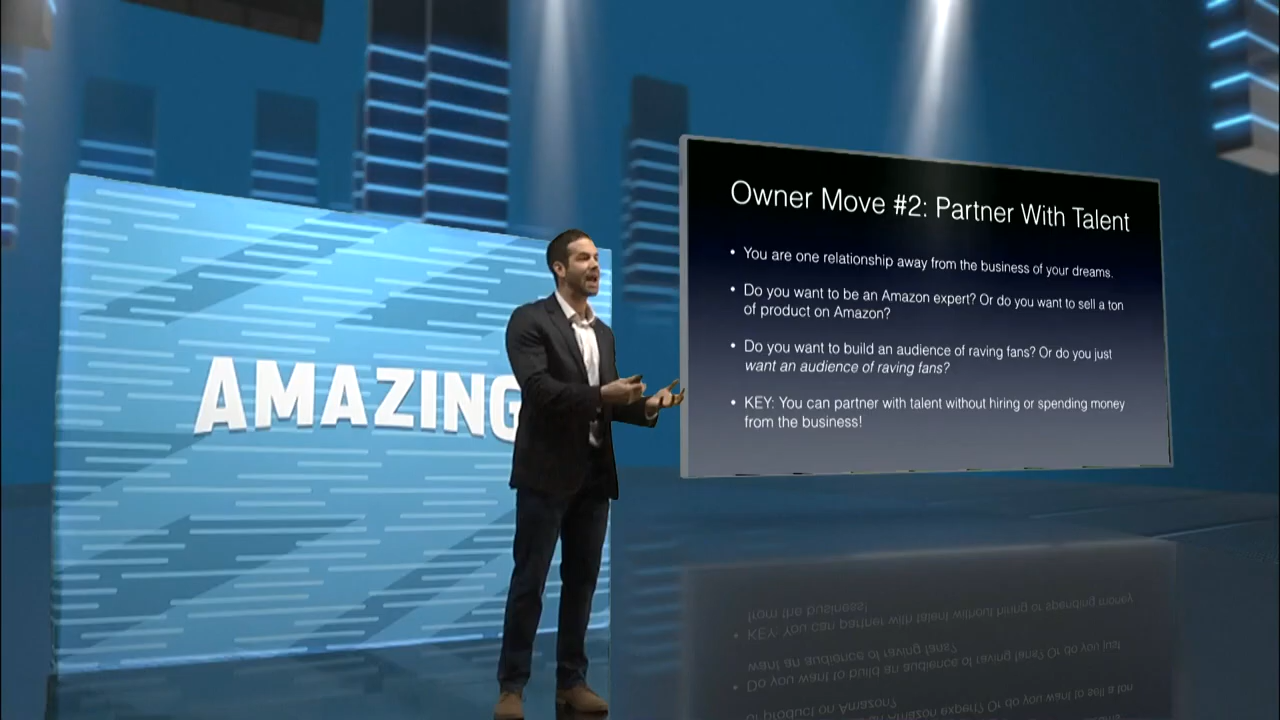 AMAZING
Owner Move #2: Partner With Talent
• You are one relationship away from the business of your dreams.
• Do you want to be an Amazon expert? Or do you want to sell a ton
of product on Amazon?
• Do you want to build an audience of raving fans? Or do you just
want an audience of raving fans?
• KEY: You can partner with talent without hiring or spending money
from the business!